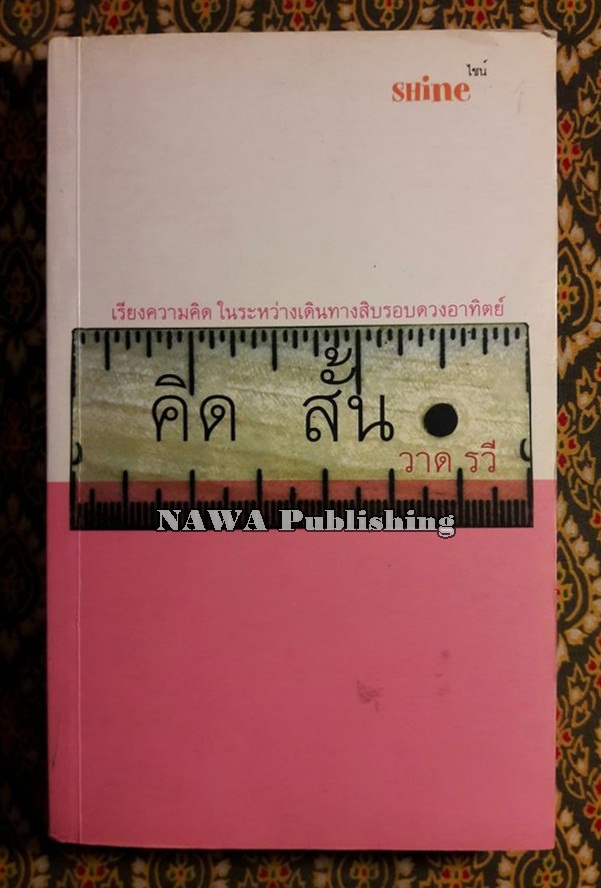 ไชน์
SHine
เรียงความคิด ในระหว่างเดินทางสิบรอบดวงอาทิตย์
คิด สั้น
วาด รวี
NAWA Publishing